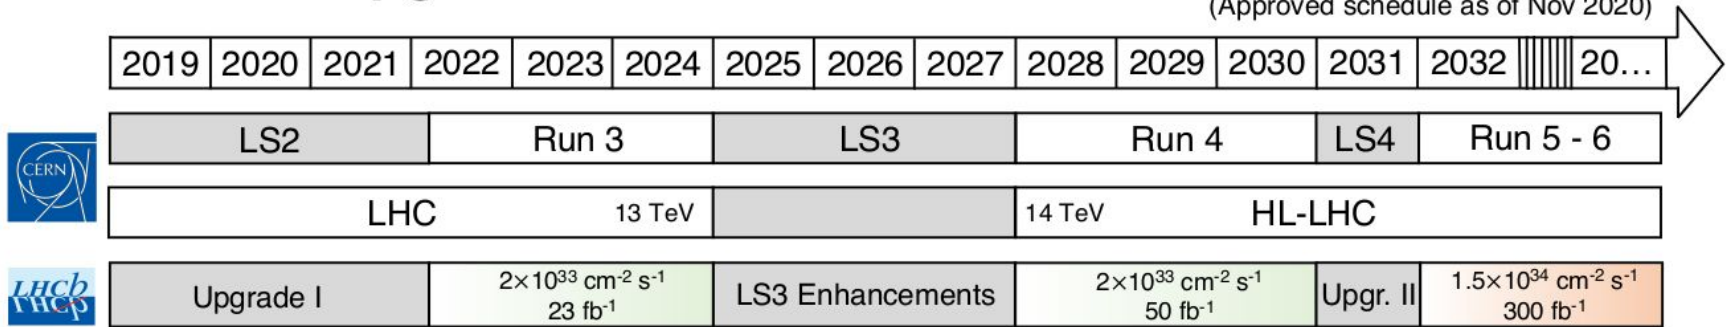 (Approved schedule as of Nov 2020)
2019 2020 2021 2022 2023 2024 2025 2026 2027 2028 2029 2030 2031 2032 20...
CERN LS2 Run 3 LS3 Run 4 LS4 Run 5 - 6
LHC 13 TeV 14 TeV HL-LHC
LHCb Upgrade I 2×10³³ cm⁻² s⁻¹ LS3 Enhancements 2×10³³ cm⁻² s⁻¹ Upgr. II 1.5×10³⁴ cm⁻² s⁻¹
23 fb⁻¹ 50 fb⁻¹ 300 fb⁻¹